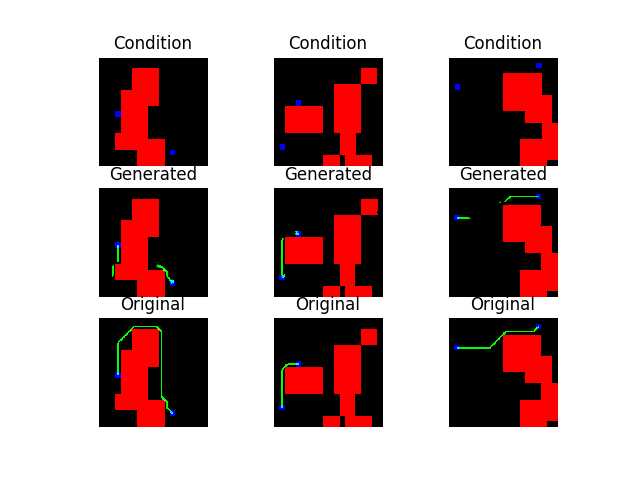 Condition Condition Condition
Generated Generated Generated
Original Original Original